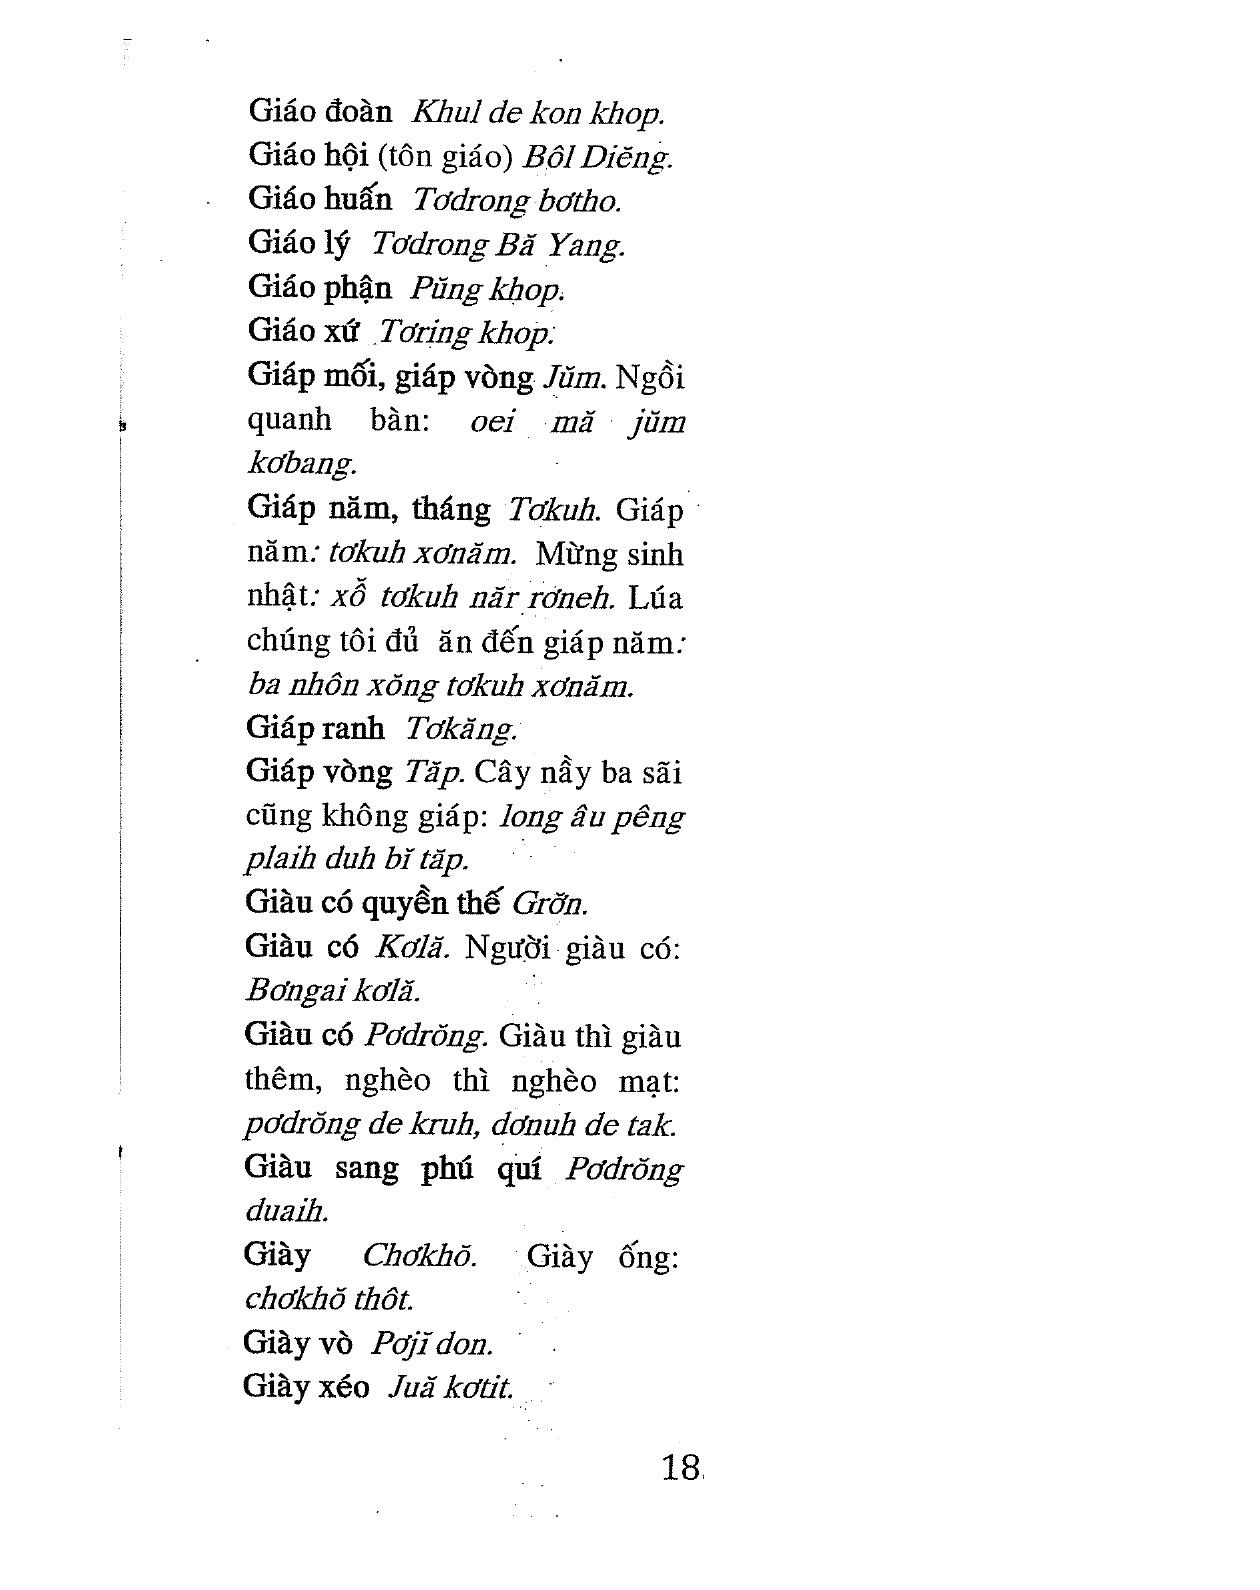 Giáo đoàn Khul de kon khop.
Giáo hội (tôn giáo) Bôl Diĕng.
Giáo huấn Tơdrong bơtho.
Giáo lý Tơdrong Bă Yang.
Giáo phận Pŭng khop.
Giáo xứ Tơring khop.
Giáp mối, giáp vòng Jŭm. Ngồi
quanh bàn: oei mă jŭm
kơbang.
Giáp năm, tháng Tơkuh. Giáp
năm: tơkuh xơnăm. Mừng sinh
nhật: xỗ tơkuh năr rơneh. Lúa
chúng tôi đủ ăn đến giáp năm:
ba nhôn xŏng tơkuh xơnăm.
Giáp ranh Tơkăng.
Giáp vòng Tăp. Cây nầy ba sãi
cũng không giáp: long âu pêng
plaih duh bĭ tăp.
Giàu có quyền thế Grơ̆n.
Giàu có Kơlă. Người giàu có:
Bơngai kơlă.
Giàu có Pơdrŏng. Giàu thì giàu
thêm, nghèo thì nghèo mạt:
pơdrŏng de kruh, dơnuh de tak.
Giàu sang phú quí Pơdrŏng
duaih.
Giày Chơkhŏ. Giày ống:
chơkhŏ thôt.
Giày vò Pơjĭ don.
Giày xéo Juă kơtit.
18